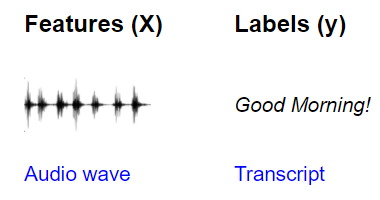 Features (X) Labels (y)
Good Morning!
Audio wave Transcript